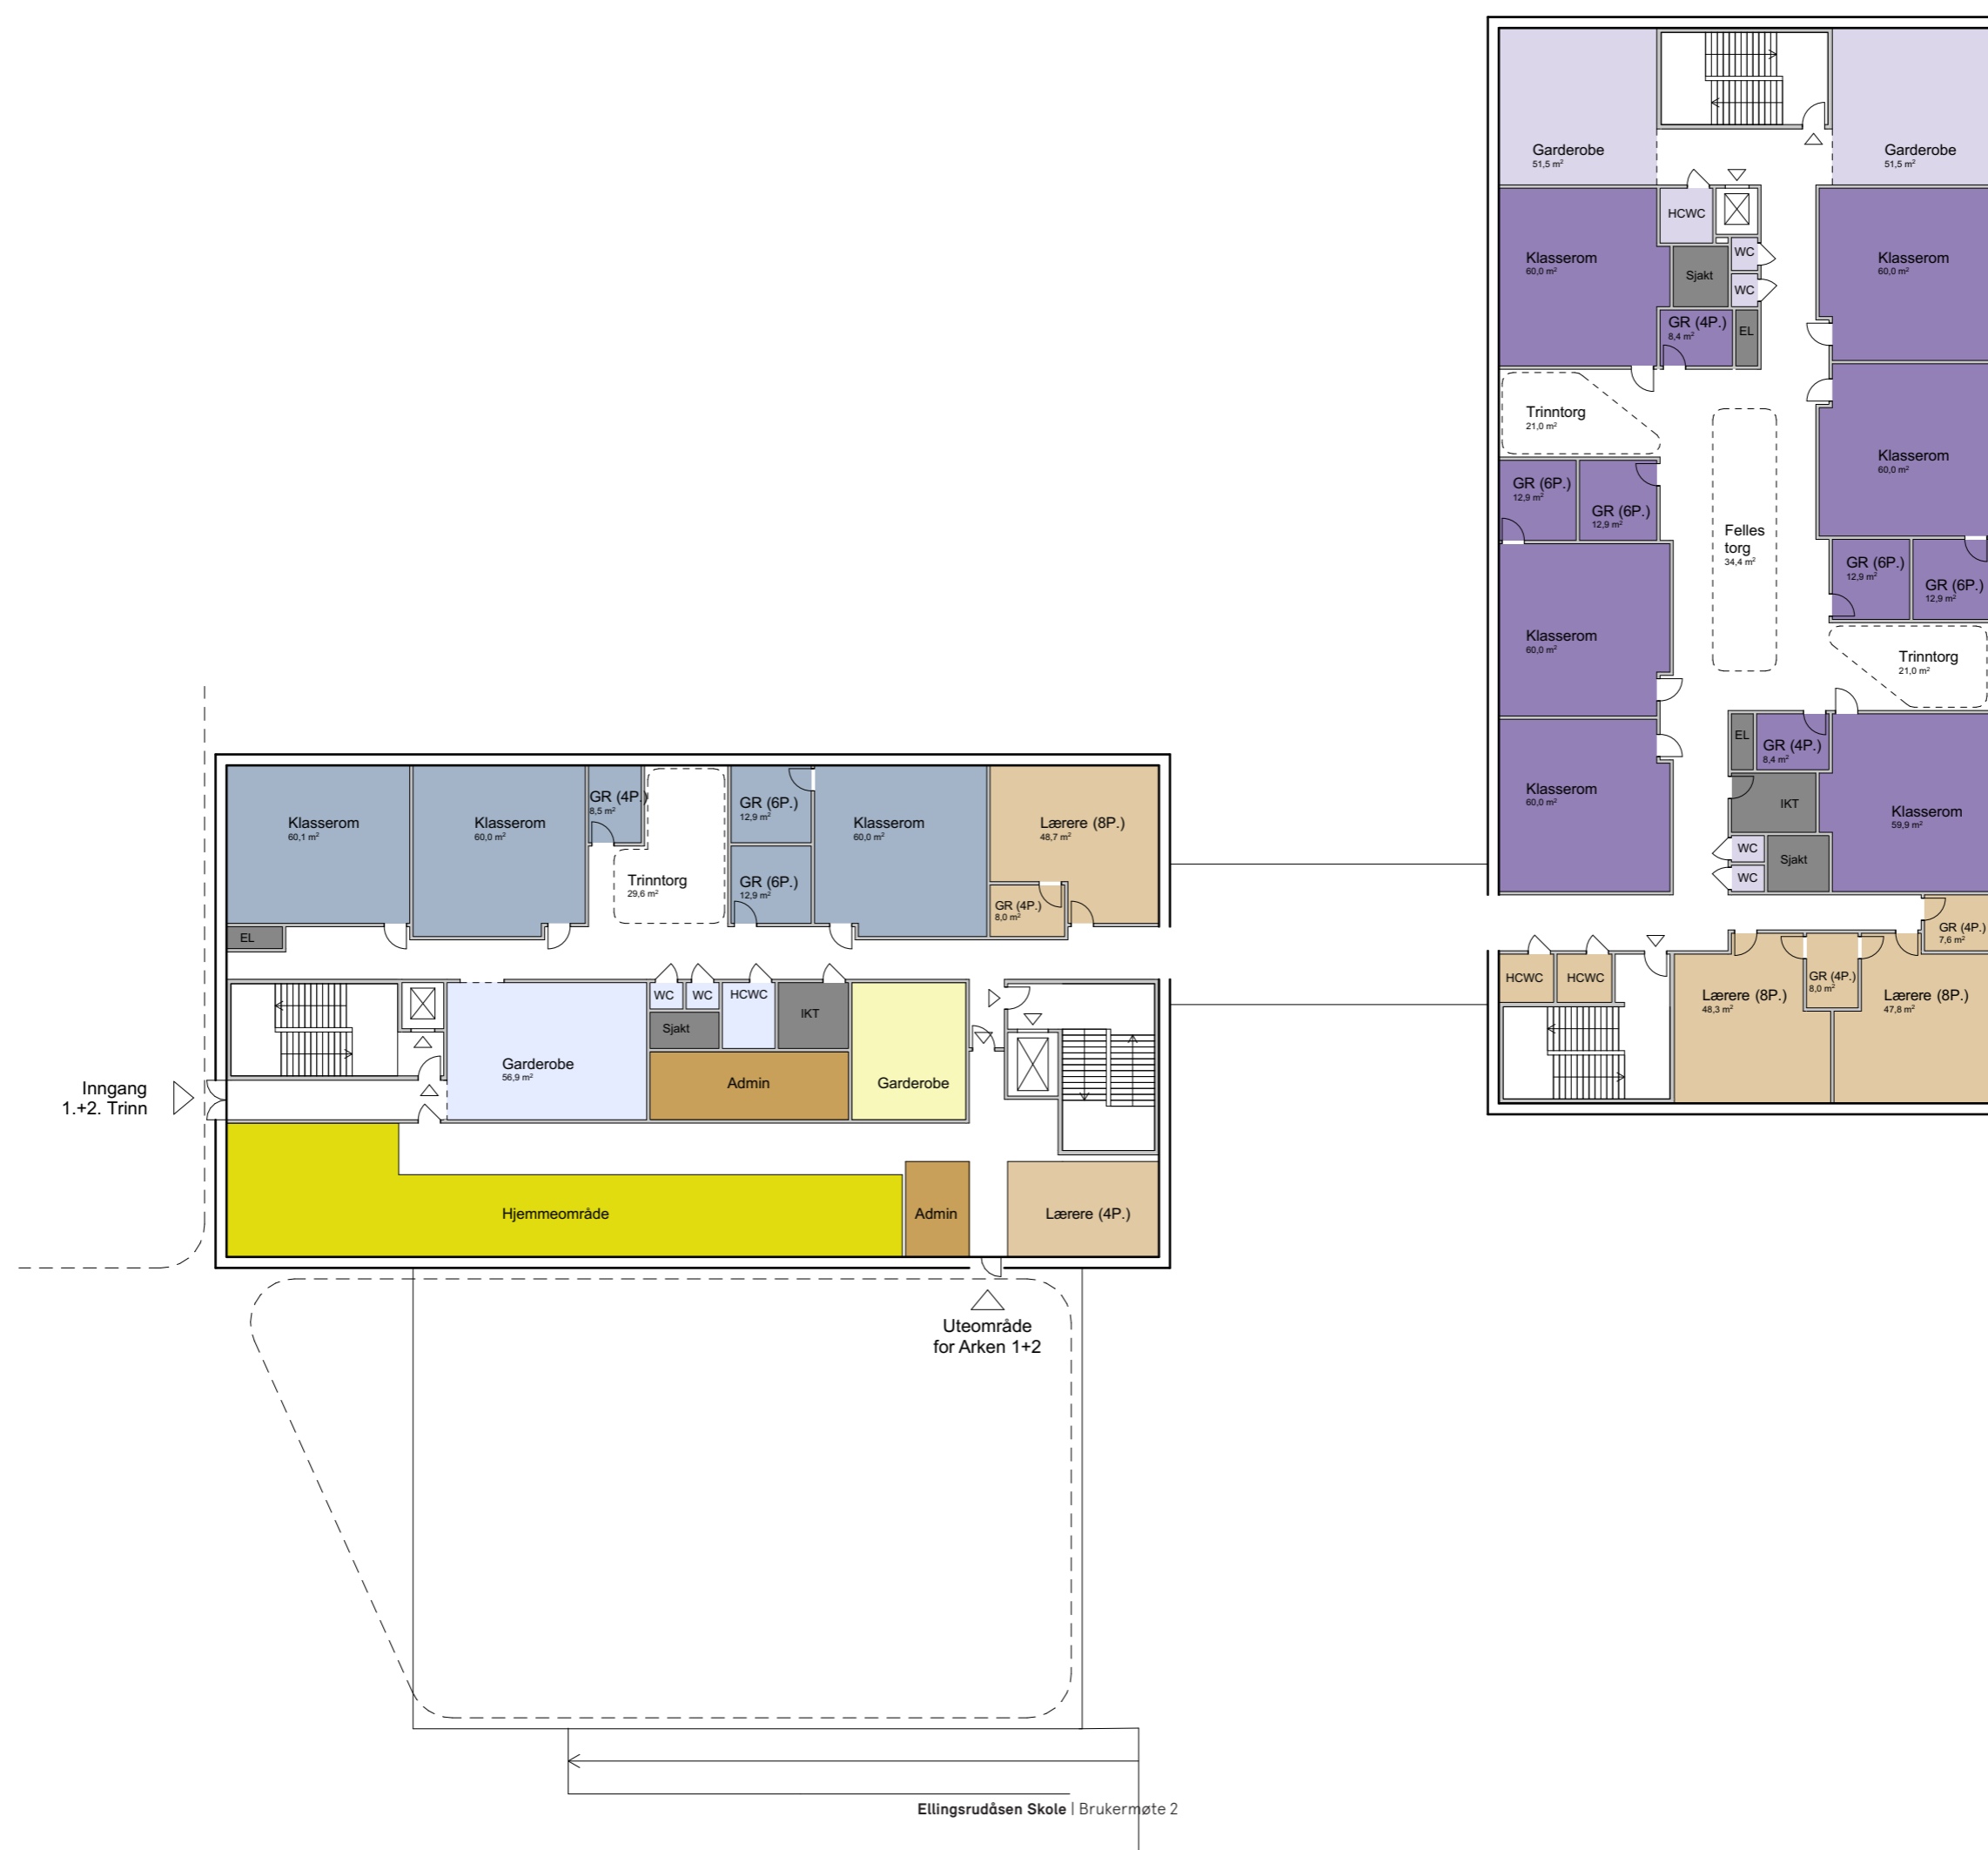 Garderobe
51,5 m²
Garderobe
51,5 m²
HCWC
Klasserom
60,0 m²
Sjakt
WC
WC
Klasserom
60,0 m²
GR (4P.)
8,4 m²
EL
Trinntorg
21,0 m²
Klasserom
60,0 m²
GR (6P.)
12,9 m²
GR (6P.)
12,9 m²
Felles
torg
34,4 m²
GR (6P.)
12,9 m²
GR (6P.)
12,9 m²
Klasserom
60,0 m²
Trinntorg
21,0 m²
EL
GR (4P.)
8,4 m²
Klasserom
60,0 m²
IKT
Klasserom
59,9 m²
WC
WC
Sjakt
GR (4P.)
7,6 m²
HCWC
HCWC
Lærere (8P.)
48,3 m²
GR (4P.)
8,0 m²
Lærere (8P.)
47,8 m²
Klasserom
60,1 m²
Klasserom
60,0 m²
GR (4P.)
8,5 m²
Trinntorg
29,6 m²
GR (6P.)
12,9 m²
GR (6P.)
12,9 m²
Klasserom
60,0 m²
Lærere (8P.)
48,7 m²
GR (4P.)
8,0 m²
EL
WC
WC
HCWC
IKT
Sjakt
Garderobe
56,9 m²
Admin
Garderobe
Inngang
1.+2. Trinn
Hjemmeområde
Admin
Lærere (4P.)
Uteområde
for Arken 1+2
Ellingsrudåsen Skole | Brukermøte 2